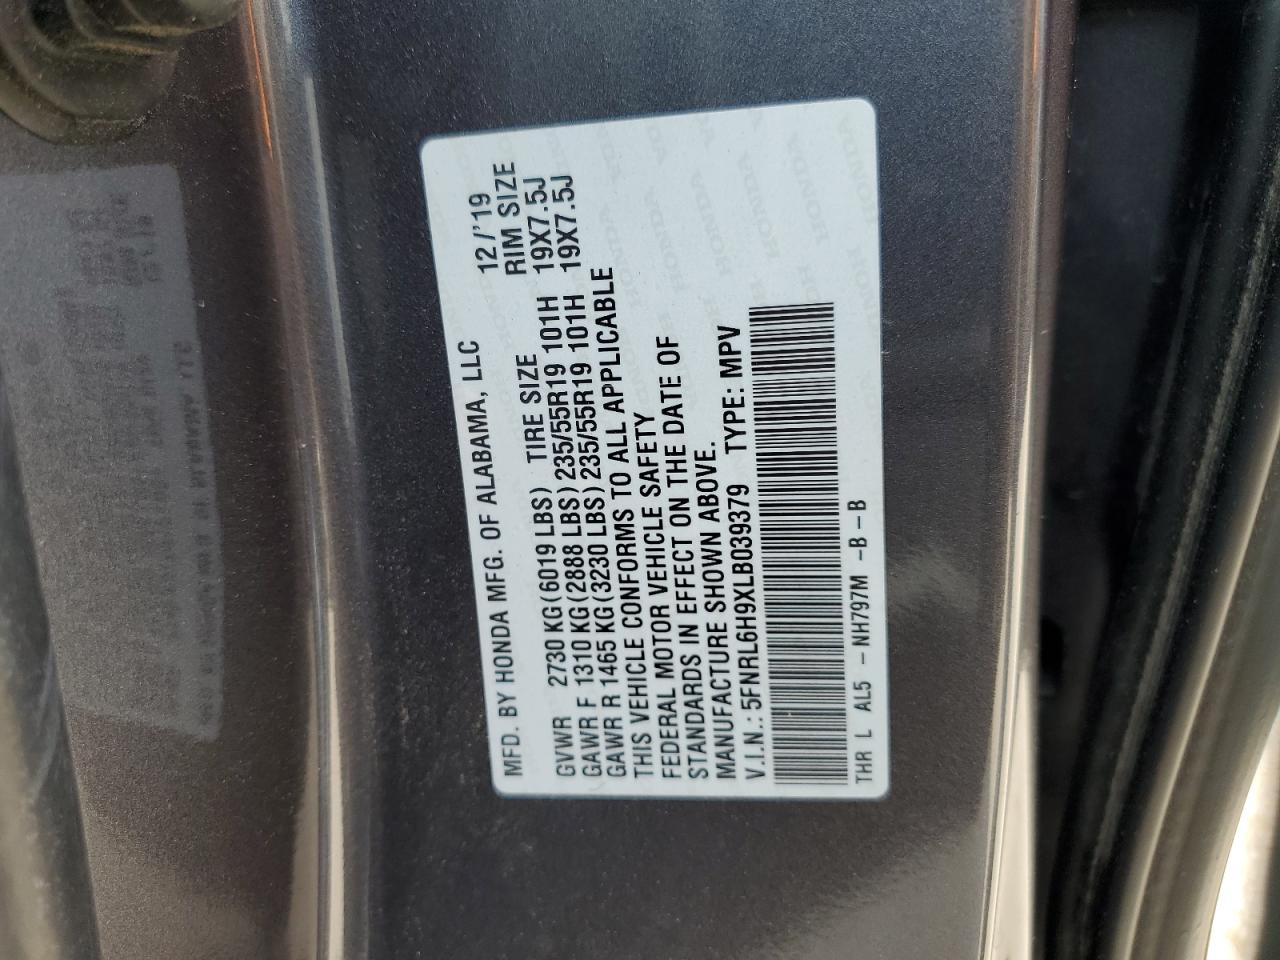 MFD. BY HONDA MFG. OF ALABAMA, LLC 12/'19
TIRE SIZE RIM SIZE
GVWR 2730 KG(6019 LBS)
GAWR F 1310 KG(2888 LBS) 235/55R19 101H 19X7.5J
GAWR R 1465 KG(3230 LBS) 235/55R19 101H 19X7.5J
THIS VEHICLE CONFORMS TO ALL APPLICABLE
FEDERAL MOTOR VEHICLE SAFETY
STANDARDS IN EFFECT ON THE DATE OF
MANUFACTURE SHOWN ABOVE.
V.I.N.: 5FNRL6H9XLB039379 TYPE: MPV
THR L AL5 - NH797M -B-B